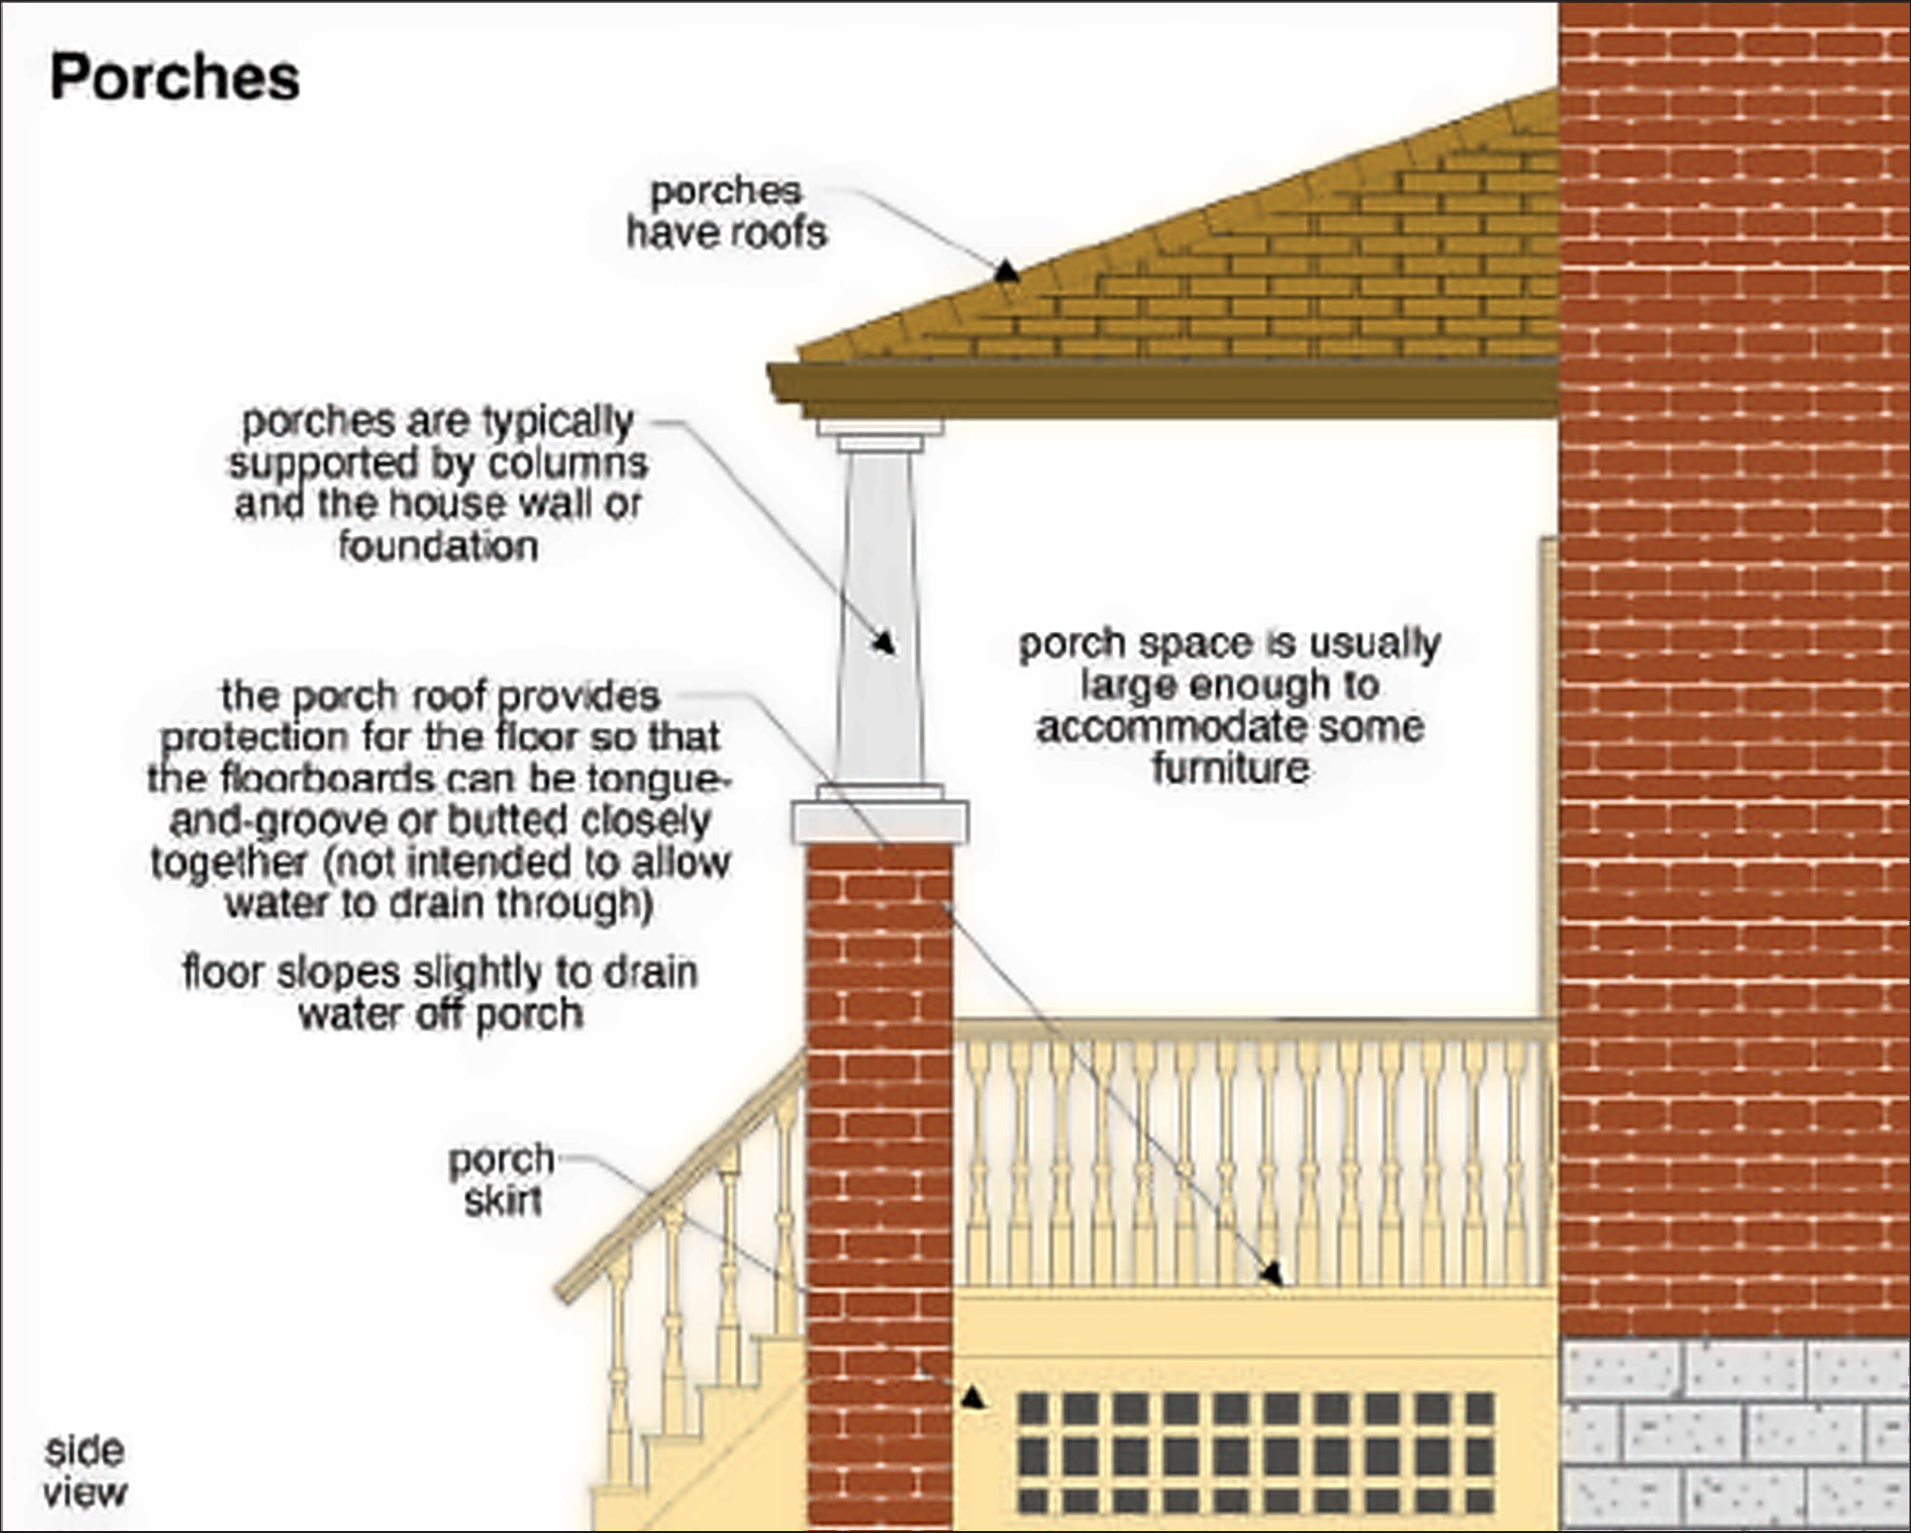 Porches
porches
have roofs
porches are typically
supported by columns
and the house wall or
foundation
porch space is usually
large enough to
accommodate some
furniture
the porch roof provides
protection for the floor so that
the floorboards can be tongue-
and-groove or butted closely
together (not intended to allow
water to drain through)
floor slopes slightly to drain
water off porch
porch
skirt
side
view